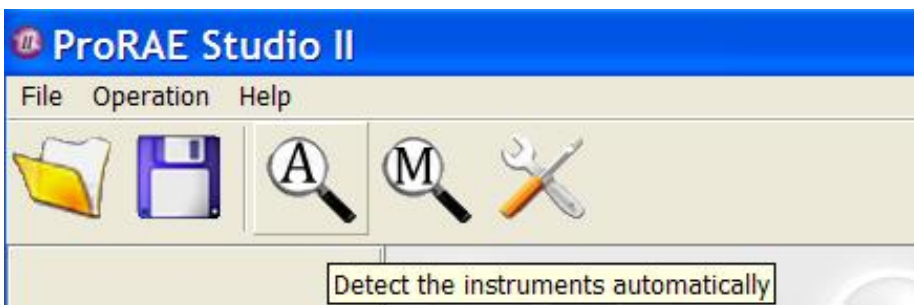 ProRAE Studio II
File Operation Help
A M
Detect the instruments automatically